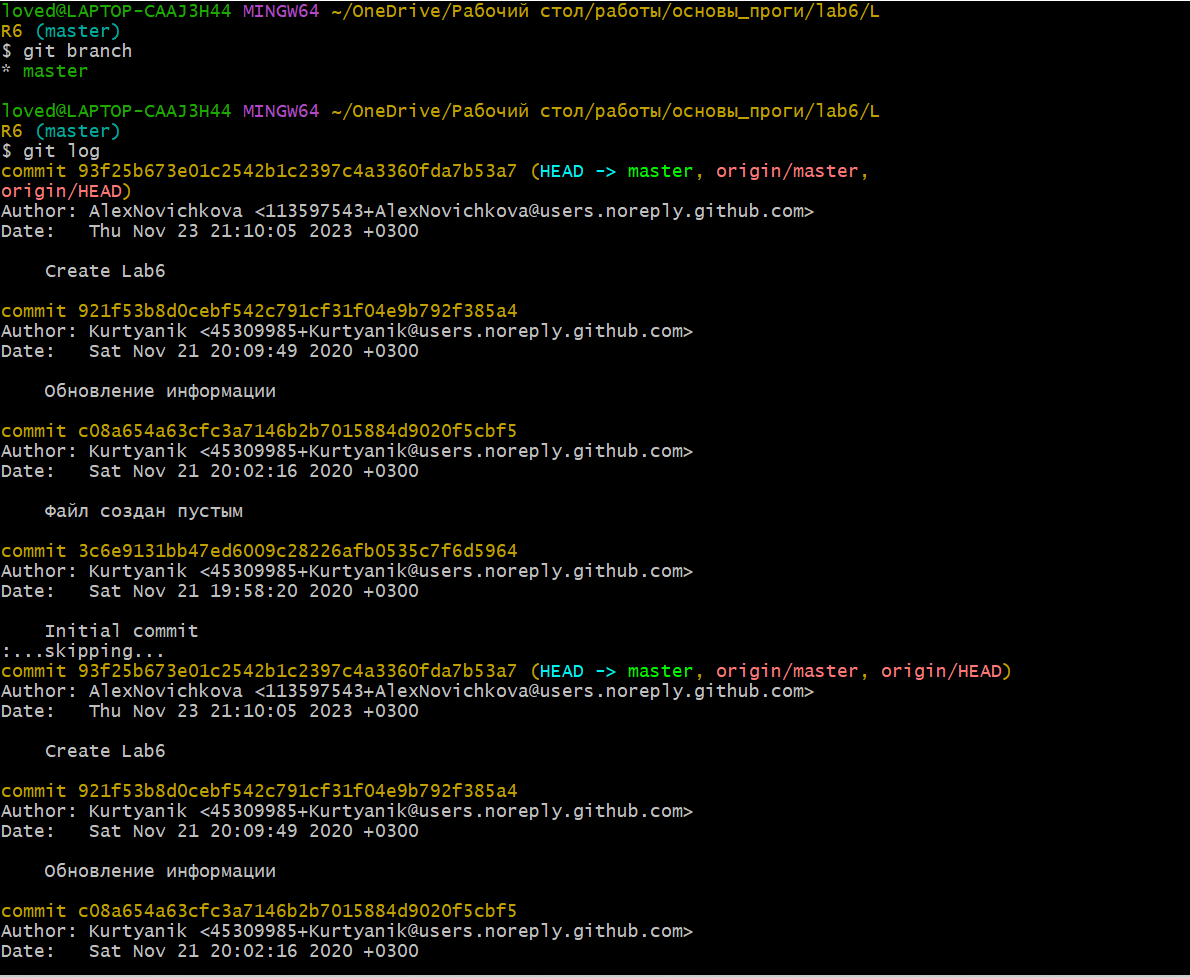 loved@LAPTOP-CAAJ3H44 MINGW64 ~/OneDrive/Рабочий стол/работы/основы_проги/lab6/L
R6 (master)
$ git branch
* master
loved@LAPTOP-CAAJ3H44 MINGW64 ~/OneDrive/Рабочий стол/работы/основы_проги/lab6/L
R6 (master)
$ git log
commit 93f25b673e01c2542b1c2397c4a3360fda7b53a7 (HEAD -> master, origin/master,
origin/HEAD)
Author: AlexNovichkova <113597543+AlexNovichkova@users.noreply.github.com>
Date:   Thu Nov 23 21:10:05 2023 +0300
    Create Lab6
commit 921f53b8d0cebf542c791cf31f04e9b792f385a4
Author: Kurtyanik <45309985+Kurtyanik@users.noreply.github.com>
Date:   Sat Nov 21 20:09:49 2020 +0300
    Обновление информации
commit c08a654a63cfc3a7146b2b7015884d9020f5cbf5
Author: Kurtyanik <45309985+Kurtyanik@users.noreply.github.com>
Date:   Sat Nov 21 20:02:16 2020 +0300
    Файл создан пустым
commit 3c6e9131bb47ed6009c28226afb0535c7f6d5964
Author: Kurtyanik <45309985+Kurtyanik@users.noreply.github.com>
Date:   Sat Nov 21 19:58:20 2020 +0300
    Initial commit
:...skipping...
commit 93f25b673e01c2542b1c2397c4a3360fda7b53a7 (HEAD -> master, origin/master, origin/HEAD)
Author: AlexNovichkova <113597543+AlexNovichkova@users.noreply.github.com>
Date:   Thu Nov 23 21:10:05 2023 +0300
    Create Lab6
commit 921f53b8d0cebf542c791cf31f04e9b792f385a4
Author: Kurtyanik <45309985+Kurtyanik@users.noreply.github.com>
Date:   Sat Nov 21 20:09:49 2020 +0300
    Обновление информации
commit c08a654a63cfc3a7146b2b7015884d9020f5cbf5
Author: Kurtyanik <45309985+Kurtyanik@users.noreply.github.com>
Date:   Sat Nov 21 20:02:16 2020 +0300